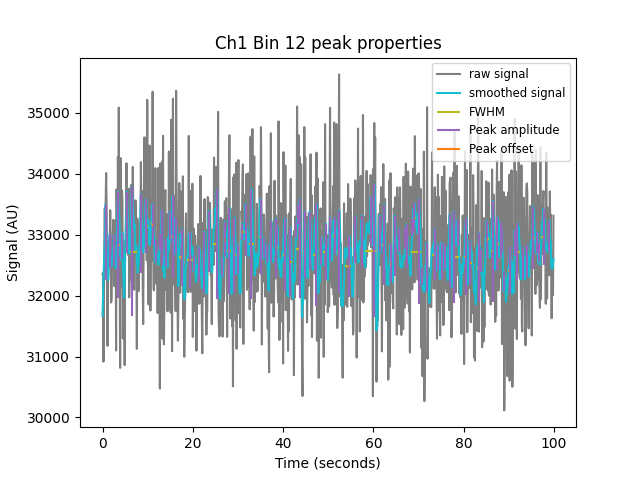 Ch1 Bin 12 peak properties
raw signal
smoothed signal
FWHM
Peak amplitude
Peak offset
35000
34000
33000
32000
31000
30000
Signal (AU)
0 20 40 60 80 100
Time (seconds)